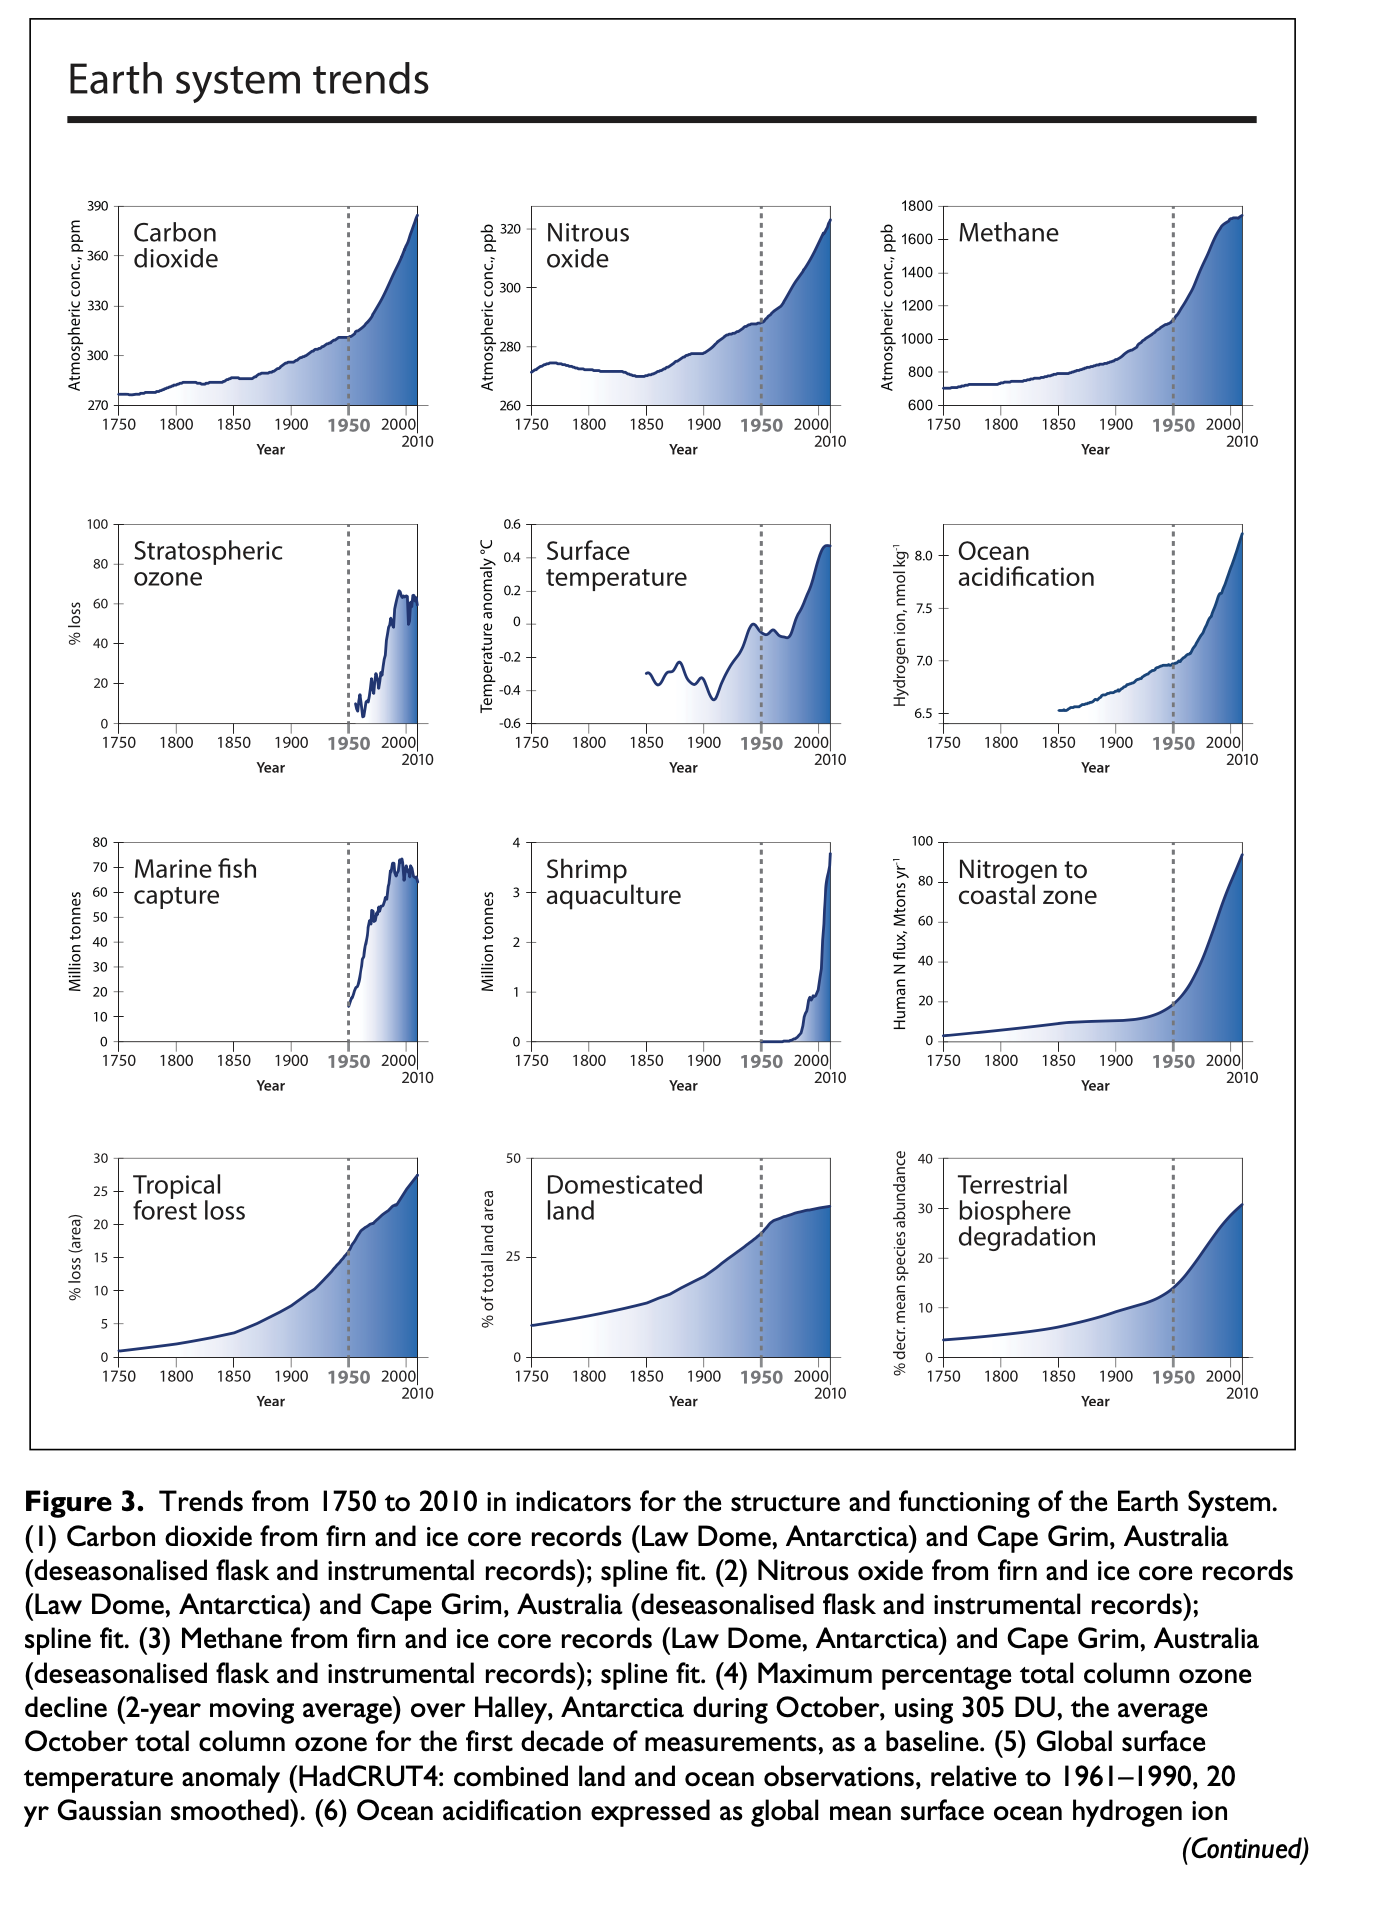 Earth system trends
Carbon
dioxide
Atmospheric conc., ppm
390
360
330
300
270
1750 1800 1850 1900 1950 2000
2010
Year
Nitrous
oxide
Atmospheric conc., ppb
320
300
280
260
1750 1800 1850 1900 1950 2000
2010
Year
Methane
Atmospheric conc., ppb
1800
1600
1400
1200
1000
800
600
1750 1800 1850 1900 1950 2000
2010
Year
Stratospheric
ozone
% loss
100
80
60
40
20
0
1750 1800 1850 1900 1950 2000
2010
Year
Surface
temperature
Temperature anomaly °C
0.6
0.4
0.2
0
-0.2
-0.4
-0.6
1750 1800 1850 1900 1950 2000
2010
Year
Ocean
acidification
Hydrogen ion, nmol kg-1
8.0
7.5
7.0
6.5
1750 1800 1850 1900 1950 2000
2010
Year
Marine fish
capture
Million tonnes
80
70
60
50
40
30
20
10
0
1750 1800 1850 1900 1950 2000
2010
Year
Shrimp
aquaculture
Million tonnes
4
3
2
1
0
1750 1800 1850 1900 1950 2000
2010
Year
Nitrogen to
coastal zone
Human N flux, Mtons yr-1
100
80
60
40
20
0
1750 1800 1850 1900 1950 2000
2010
Year
Tropical
forest loss
% loss (area)
30
25
20
15
10
5
0
1750 1800 1850 1900 1950 2000
2010
Year
Domesticated
land
% of total land area
50
25
0
1750 1800 1850 1900 1950 2000
2010
Year
Terrestrial
biosphere
degradation
% decr. mean species abundance
40
30
20
10
0
1750 1800 1850 1900 1950 2000
2010
Year
Figure 3. Trends from 1750 to 2010 in indicators for the structure and functioning of the Earth System.
(1) Carbon dioxide from firn and ice core records (Law Dome, Antarctica) and Cape Grim, Australia
(deseasonalised flask and instrumental records); spline fit. (2) Nitrous oxide from firn and ice core records
(Law Dome, Antarctica) and Cape Grim, Australia (deseasonalised flask and instrumental records);
spline fit. (3) Methane from firn and ice core records (Law Dome, Antarctica) and Cape Grim, Australia
(deseasonalised flask and instrumental records); spline fit. (4) Maximum percentage total column ozone
decline (2-year moving average) over Halley, Antarctica during October, using 305 DU, the average
October total column ozone for the first decade of measurements, as a baseline. (5) Global surface
temperature anomaly (HadCRUT4: combined land and ocean observations, relative to 1961–1990, 20
yr Gaussian smoothed). (6) Ocean acidification expressed as global mean surface ocean hydrogen ion
(Continued)